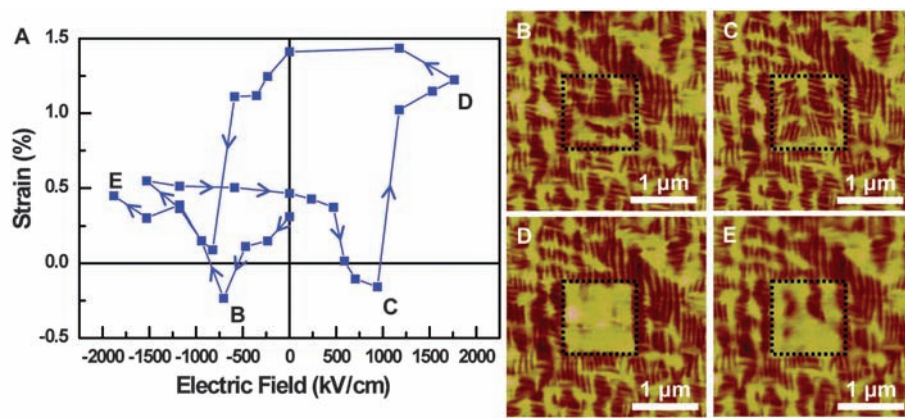 A
Strain (%)
1.5
1.0
0.5
0.0
-0.5
E
D
B
C
-2000 -1500 -1000 -500 0 500 1000 1500 2000
Electric Field (kV/cm)
B
1 µm
C
1 µm
D
1 µm
E
1 µm